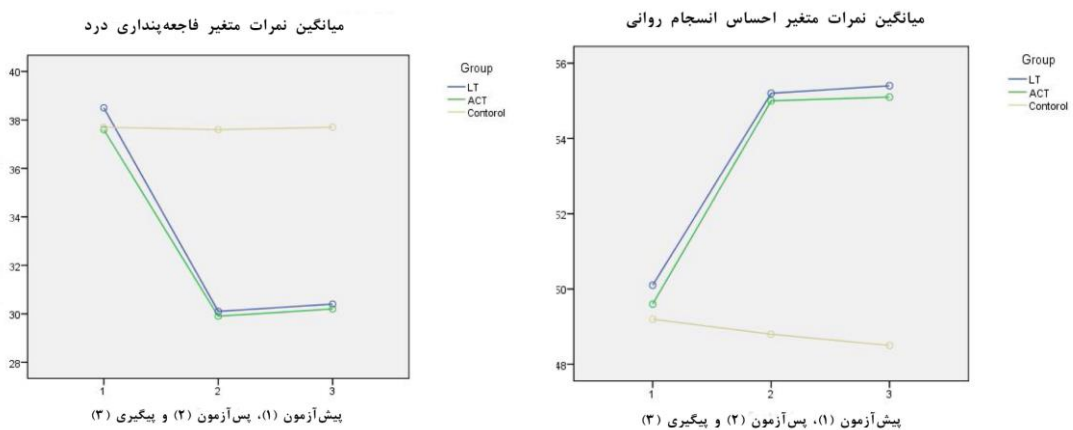 میانگین نمرات متغیر فاجعه‌پنداری درد
40
38
36
34
32
30
28
1
2
3
پیش‌آزمون (۱)، پس‌آزمون (۲) و پیگیری (۳)
Group
LT
ACT
Contorol
میانگین نمرات متغیر احساس انسجام روانی
56
54
52
50
48
1
2
3
پیش‌آزمون (۱)، پس‌آزمون (۲) و پیگیری (۳)
Group
LT
ACT
Contorol